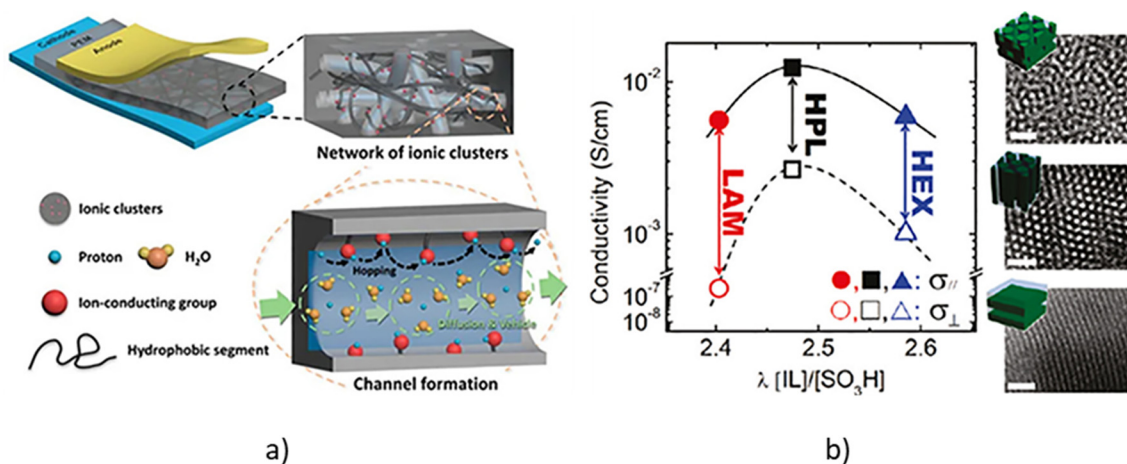 Cathode
PEM
Anode
Network of ionic clusters
Ionic clusters
Proton
H₂O
Ion-conducting group
Hydrophobic segment
Hopping
Diffusion & Vehicle
Channel formation
a)
Conductivity (S/cm)
10⁻²
10⁻³
10⁻⁷
10⁻⁸
LAM
HPL
HEX
, , : σ//
, , : σ⊥
2.4 2.5 2.6
λ [IL]/[SO₃H]
b)